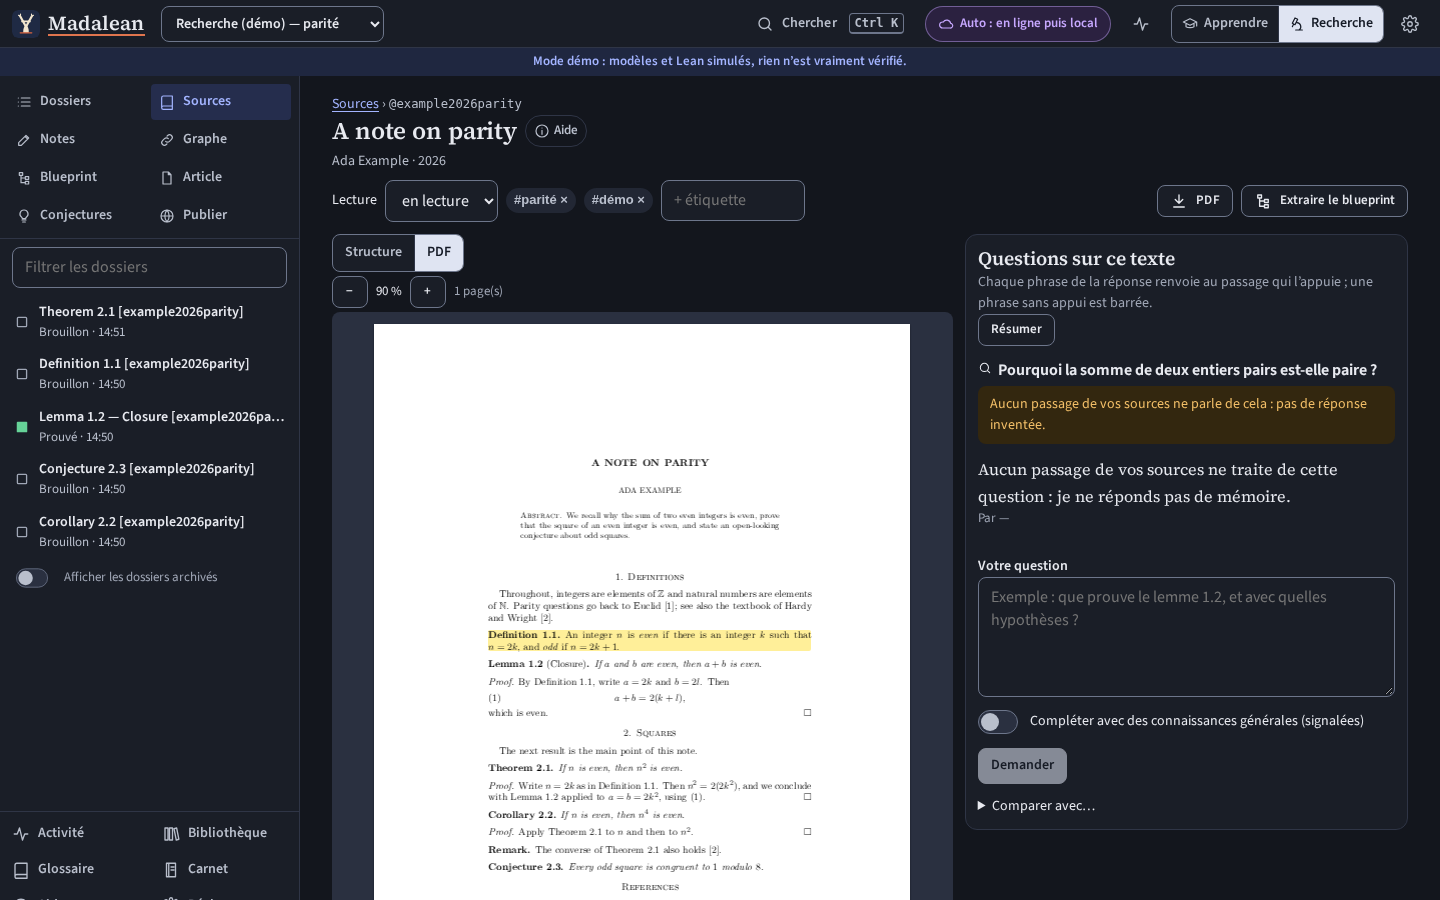 Madalean
Recherche (démo) — parité
Chercher Ctrl K
Auto : en ligne puis local
Apprendre
Recherche
Mode démo : modèles et Lean simulés, rien n’est vraiment vérifié.
Dossiers
Sources
Notes
Graphe
Blueprint
Article
Conjectures
Publier
Filtrer les dossiers
Theorem 2.1 [example2026parity]
Brouillon · 14:51
Definition 1.1 [example2026parity]
Brouillon · 14:50
Lemma 1.2 — Closure [example2026pa…
Prouvé · 14:50
Conjecture 2.3 [example2026parity]
Brouillon · 14:50
Corollary 2.2 [example2026parity]
Brouillon · 14:50
Afficher les dossiers archivés
Activité
Bibliothèque
Glossaire
Carnet
Sources › @example2026parity
A note on parity
Aide
Ada Example · 2026
Lecture en lecture #parité × #démo × + étiquette
PDF
Extraire le blueprint
Structure PDF
− 90 % + 1 page(s)
A NOTE ON PARITY
ADA EXAMPLE
Abstract. We recall why the sum of two even integers is even, prove
that the square of an even integer is even, and state an open-looking
conjecture about odd squares.
1. Definitions
Throughout, integers are elements of ℤ and natural numbers are elements
of ℕ. Parity questions go back to Euclid [1]; see also the textbook of Hardy
and Wright [2].
Definition 1.1. An integer n is even if there is an integer k such that
n = 2k, and odd if n = 2k + 1.
Lemma 1.2 (Closure). If a and b are even, then a + b is even.
Proof. By Definition 1.1, write a = 2k and b = 2l. Then
(1) a + b = 2(k + l),
which is even. □
2. Squares
The next result is the main point of this note.
Theorem 2.1. If n is even, then n² is even.
Proof. Write n = 2k as in Definition 1.1. Then n² = 2(2k²), and we conclude
with Lemma 1.2 applied to a = b = 2k², using (1). □
Corollary 2.2. If n is even, then n⁴ is even.
Proof. Apply Theorem 2.1 to n and then to n². □
Remark. The converse of Theorem 2.1 also holds [2].
Conjecture 2.3. Every odd square is congruent to 1 modulo 8.
References
Questions sur ce texte
Chaque phrase de la réponse renvoie au passage qui l’appuie ; une
phrase sans appui est barrée.
Résumer
Pourquoi la somme de deux entiers pairs est-elle paire ?
Aucun passage de vos sources ne parle de cela : pas de réponse
inventée.
Aucun passage de vos sources ne traite de cette
question : je ne réponds pas de mémoire.
Par —
Votre question
Exemple : que prouve le lemme 1.2, et avec quelles
hypothèses ?
Compléter avec des connaissances générales (signalées)
Demander
Comparer avec…